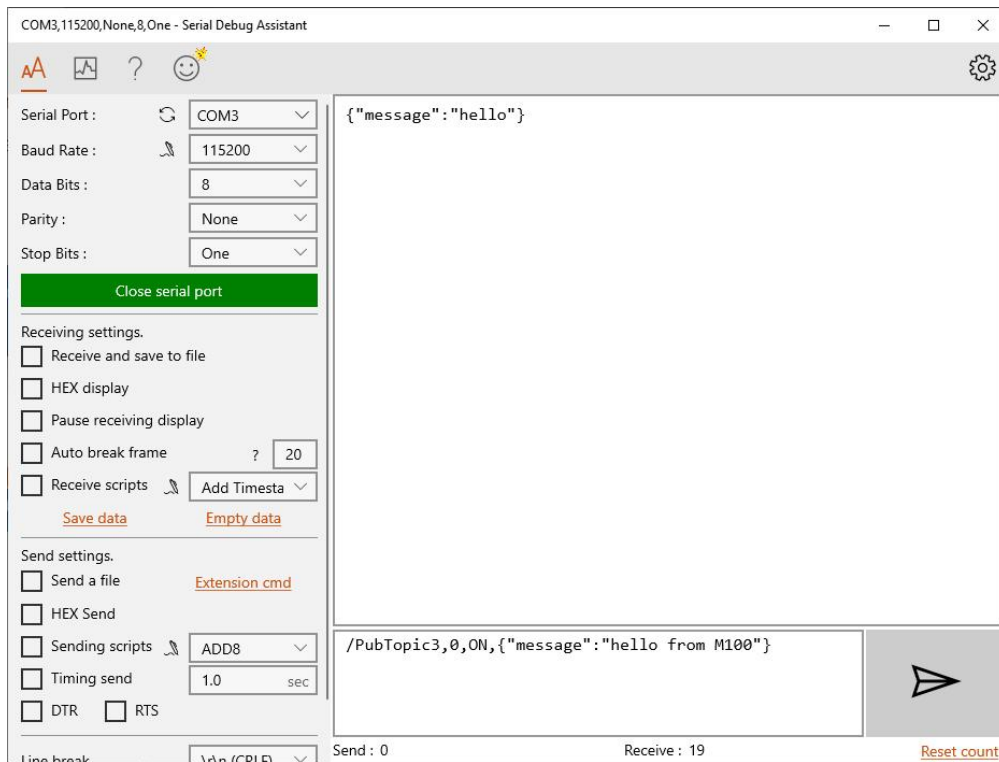 COM3,115200,None,8,One - Serial Debug Assistant
AA
?
Serial Port :
COM3
Baud Rate :
115200
Data Bits :
8
Parity :
None
Stop Bits :
One
Close serial port
Receiving settings.
Receive and save to file
HEX display
Pause receiving display
Auto break frame
?
20
Receive scripts
Add Timesta
Save data
Empty data
Send settings.
Send a file
Extension cmd
HEX Send
Sending scripts
ADD8
Timing send
1.0
sec
DTR
RTS
Line break
\r\n (CRLF)
{"message":"hello"}
/PubTopic3,0,ON,{"message":"hello from M100"}
Send : 0
Receive : 19
Reset count